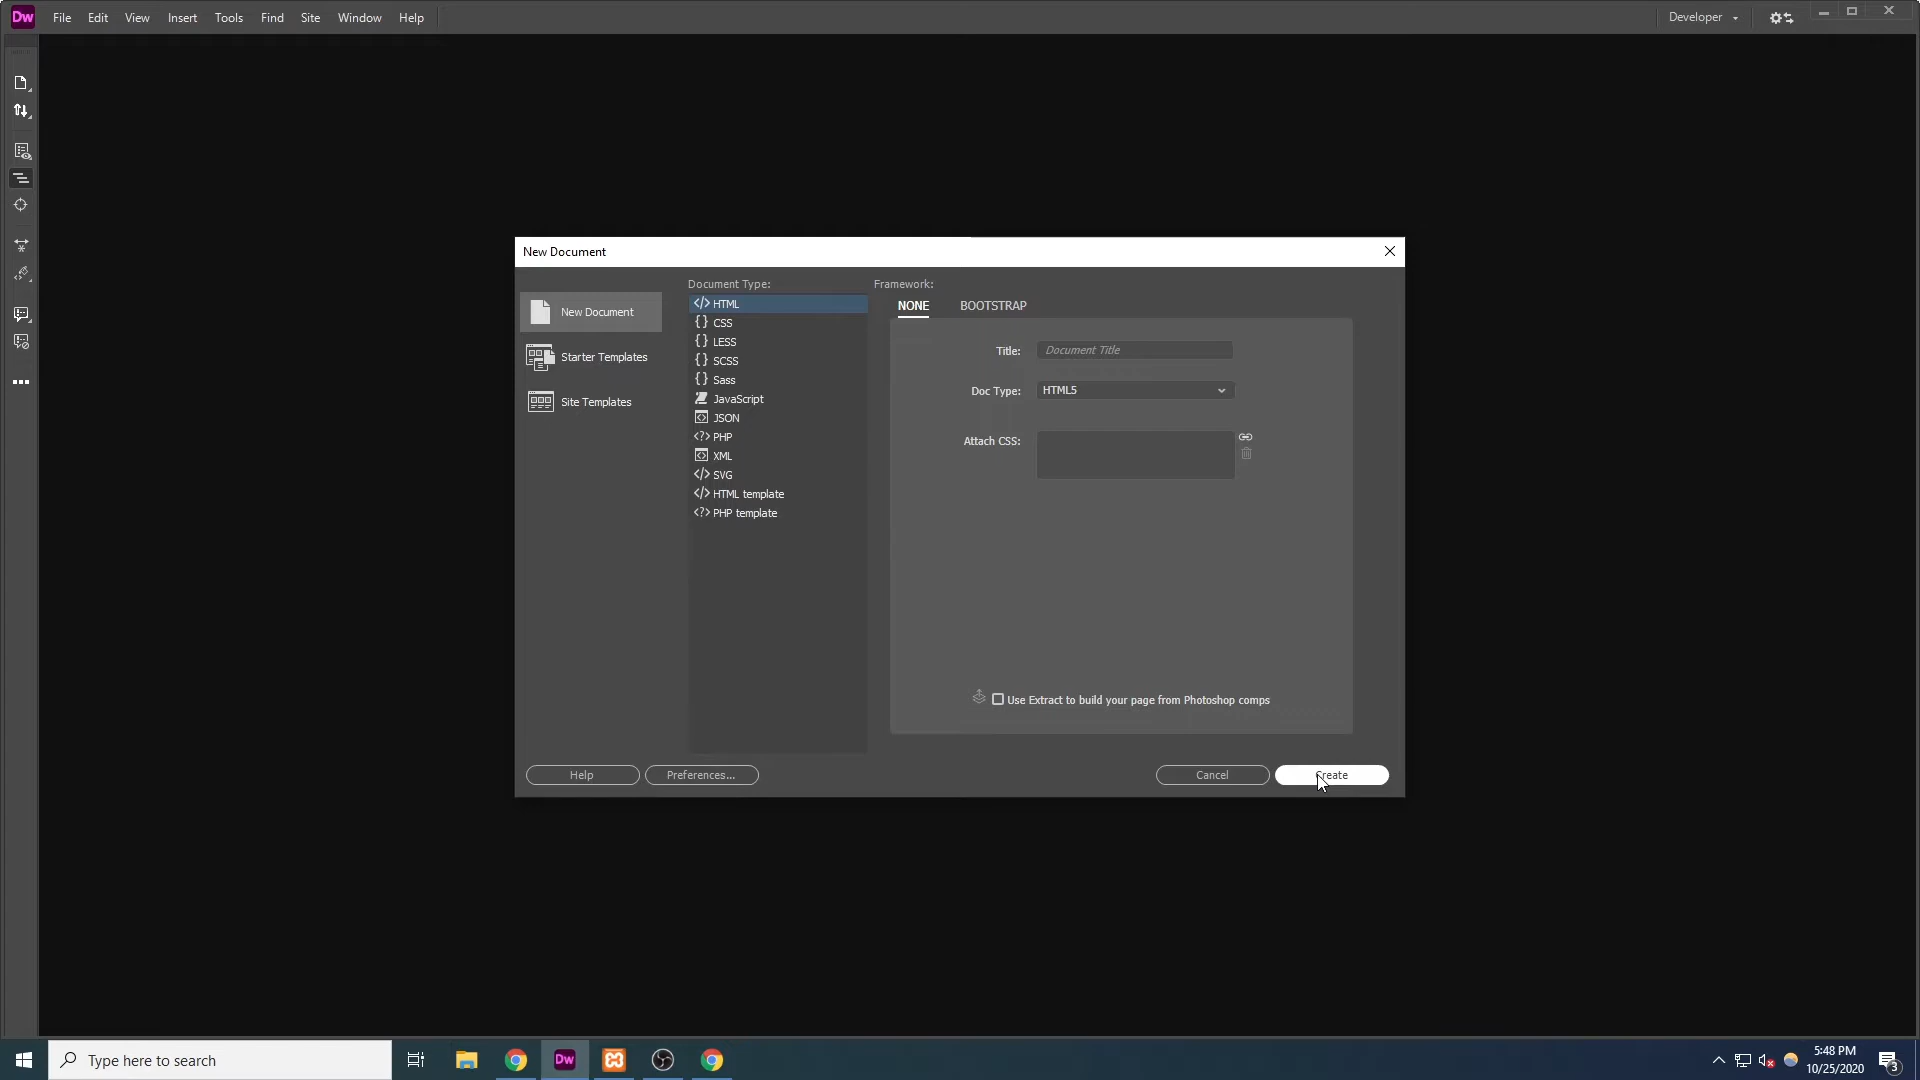 Dw File Edit View Insert Tools Find Site Window Help Developer
New Document
New Document
Starter Templates
Site Templates
Document Type:
</> HTML
{ } CSS
{ } LESS
{ } SCSS
{ } Sass
JavaScript
JSON
<?> PHP
XML
</> SVG
</> HTML template
<?> PHP template
Framework:
NONE BOOTSTRAP
Title: Document Title
Doc Type: HTML5
Attach CSS:
Use Extract to build your page from Photoshop comps
Help Preferences... Cancel Create
Type here to search
Dw
5:48 PM
10/25/2020
3